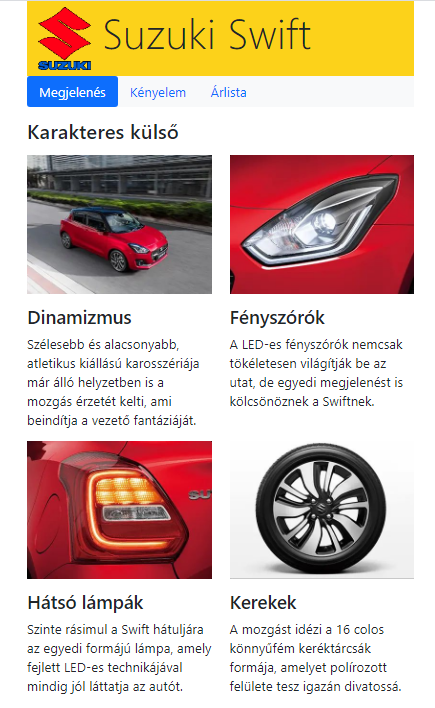 SUZUKI
Suzuki Swift
Megjelenés
Kényelem
Árlista
Karakteres külső
Dinamizmus
Szélesebb és alacsonyabb,
atletikus kiállású karosszériája
már álló helyzetben is a
mozgás érzetét kelti, ami
beindítja a vezető fantáziáját.
Fényszórók
A LED-es fényszórók nemcsak
tökéletesen világítják be az
utat, de egyedi megjelenést is
kölcsönöznek a Swiftnek.
SU
Hátsó lámpák
Szinte rásimul a Swift hátuljára
az egyedi formájú lámpa, amely
fejlett LED-es technikájával
mindig jól láttatja az autót.
Kerekek
A mozgást idézi a 16 colos
könnyűfém keréktárcsák
formája, amelyet polírozott
felülete tesz igazán divatossá.